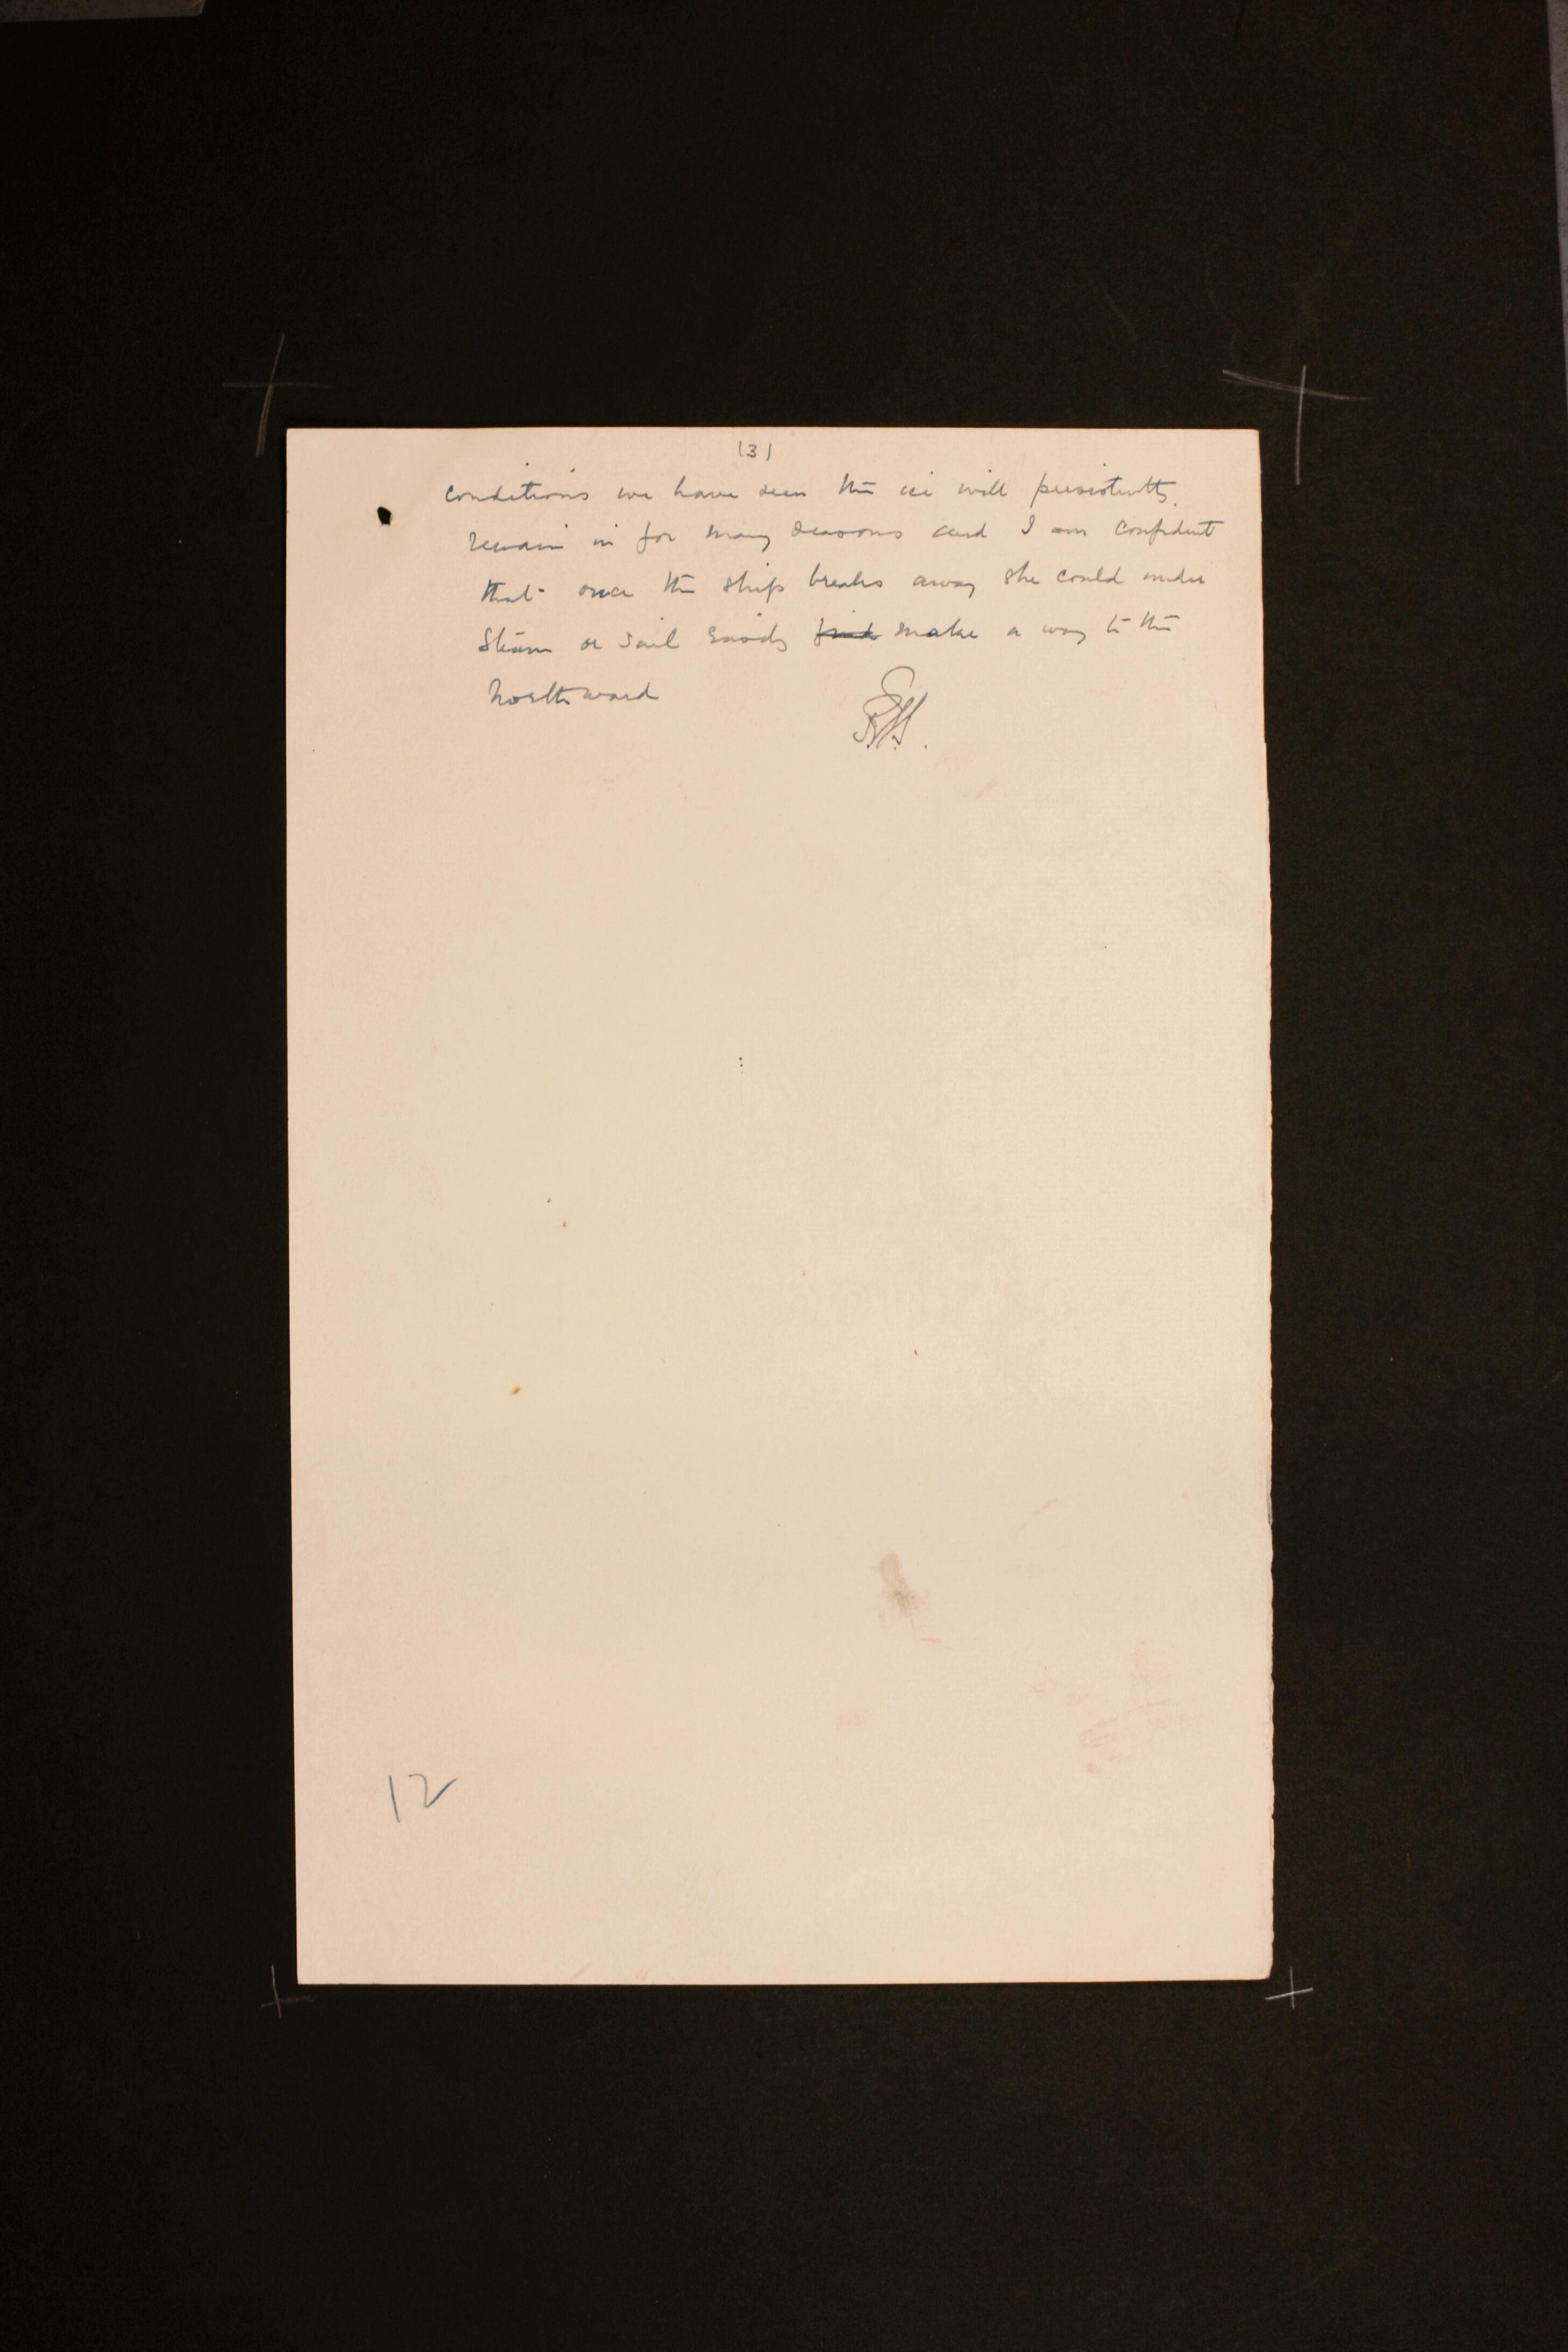 (3)
conditions we have seen the ice will persistently
remain in for many seasons and I am confident
that once the ship breaks away she could under
steam or sail easily find make a way to the
northward
12